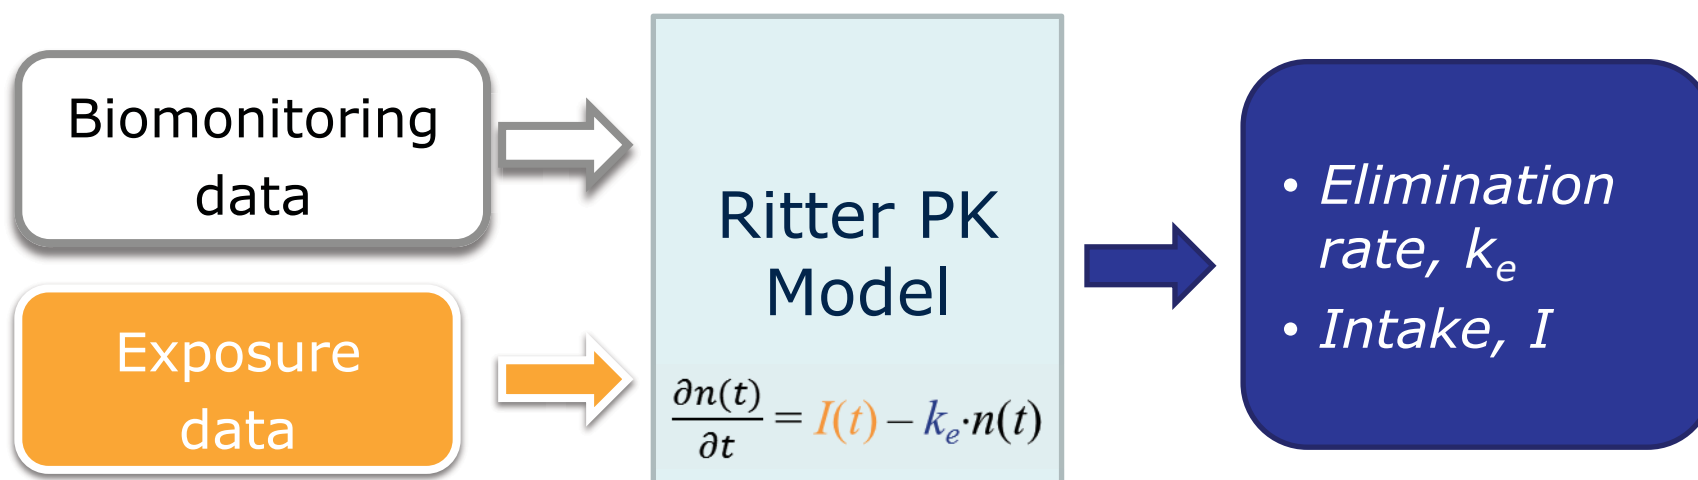 Biomonitoring
data
Exposure
data
Ritter PK
Model
∂n(t)/∂t = I(t) – kₑ·n(t)
• Elimination
rate, kₑ
• Intake, I